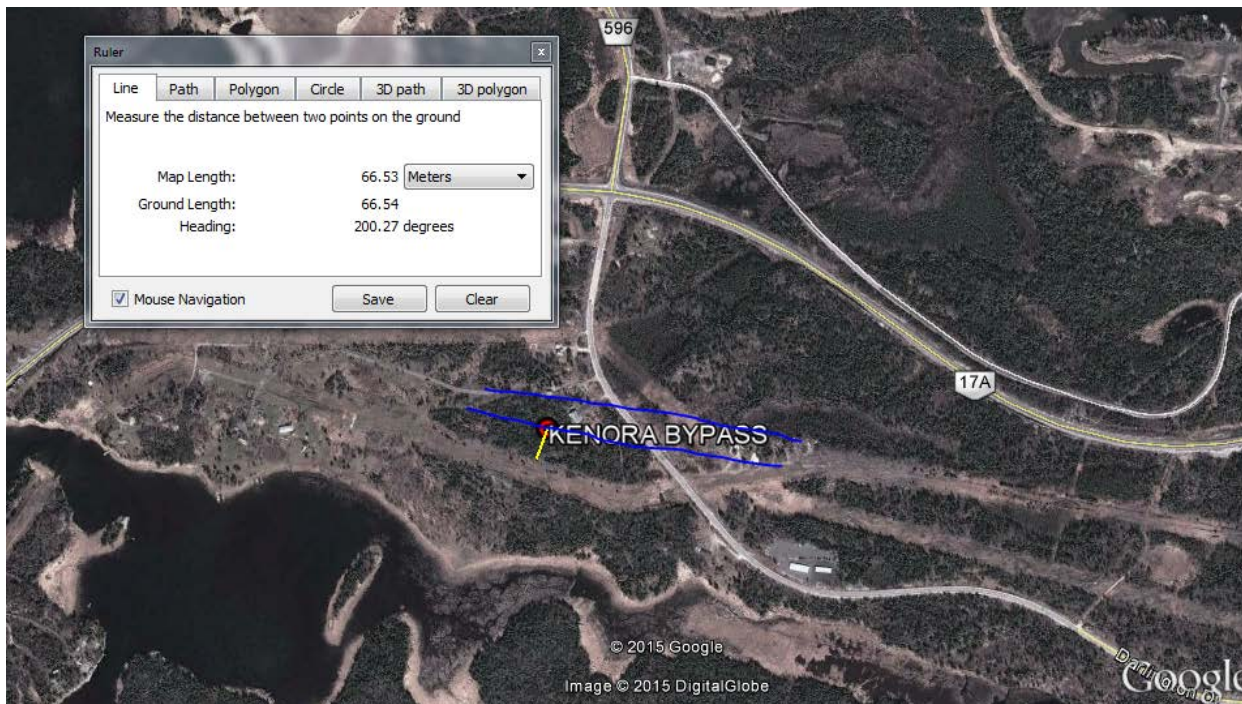 596
Ruler
x
Line Path Polygon Circle 3D path 3D polygon
Measure the distance between two points on the ground
Map Length: 66.53 Meters
Ground Length: 66.54
Heading: 200.27 degrees
Mouse Navigation Save Clear
17A
KENORA BYPASS
© 2015 Google
Image © 2015 DigitalGlobe
Google